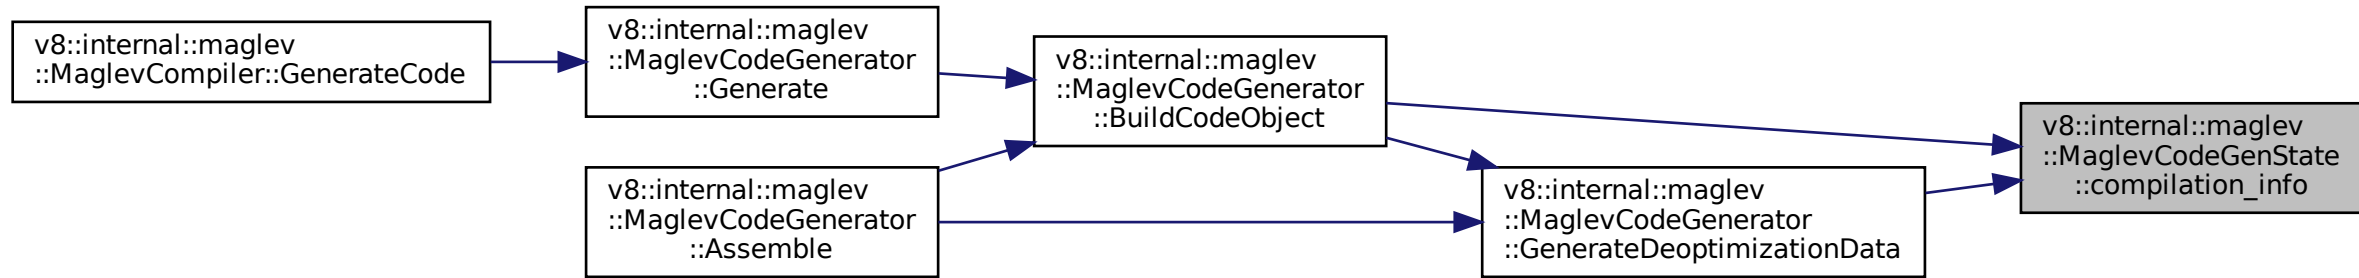 v8::internal::maglev
::MaglevCompiler::GenerateCode
v8::internal::maglev
::MaglevCodeGenerator
::Generate
v8::internal::maglev
::MaglevCodeGenerator
::Assemble
v8::internal::maglev
::MaglevCodeGenerator
::BuildCodeObject
v8::internal::maglev
::MaglevCodeGenerator
::GenerateDeoptimizationData
v8::internal::maglev
::MaglevCodeGenState
::compilation_info